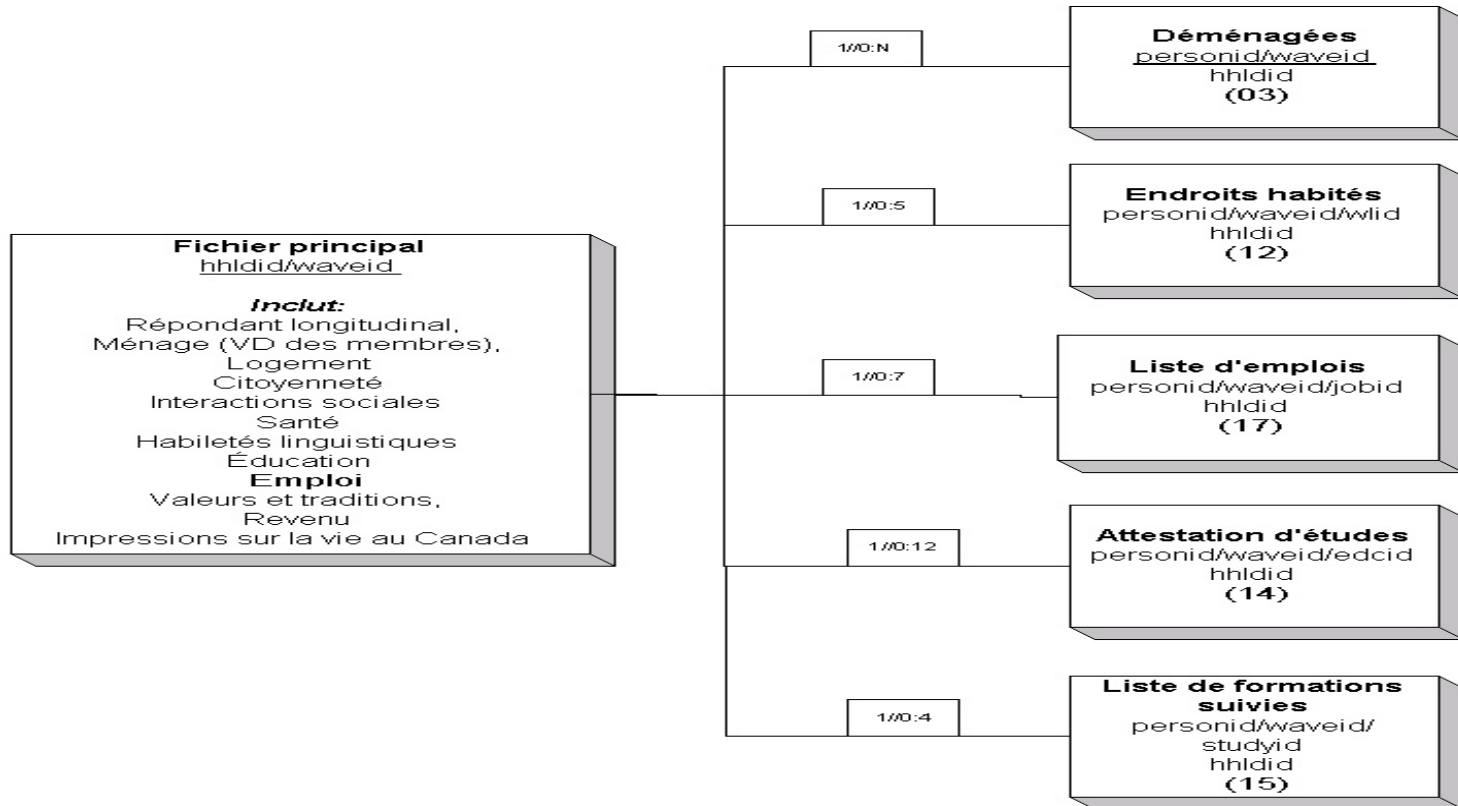 Fichier principal
hhldid/waveid
Inclut:
Répondant longitudinal,
Ménage (VD des membres),
Logement
Citoyenneté
Interactions sociales
Santé
Habiletés linguistiques
Éducation
Emploi
Valeurs et traditions,
Revenu
Impressions sur la vie au Canada
1//0:N
Déménagées
personid/waveid
hhldid
(03)
1//0:5
Endroits habités
personid/waveid/wlid
hhldid
(12)
1//0:7
Liste d'emplois
personid/waveid/jobid
hhldid
(17)
1//0:12
Attestation d'études
personid/waveid/edcid
hhldid
(14)
1//0:4
Liste de formations
suivies
personid/waveid/
studyid
hhldid
(15)